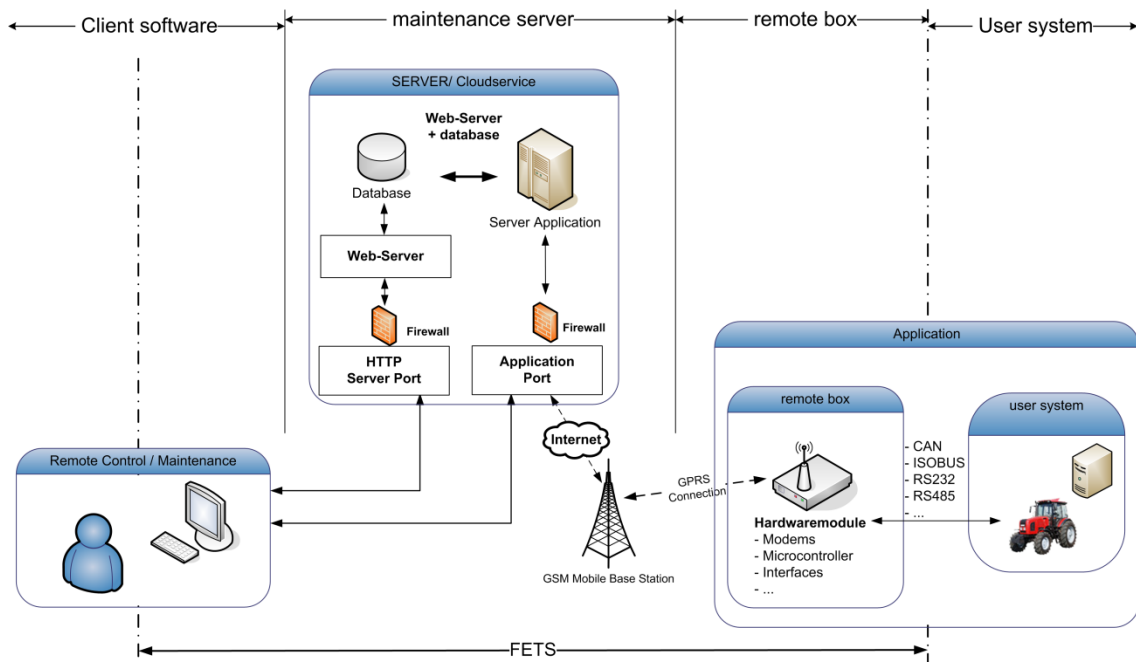 Client software
maintenance server
remote box
User system
SERVER/ Cloudservice
Web-Server
+ database
Database
Server Application
Web-Server
Firewall
Firewall
HTTP
Server Port
Application
Port
Internet
GSM Mobile Base Station
GPRS
Connection
Remote Control / Maintenance
Application
remote box
Hardwaremodule
- Modems
- Microcontroller
- Interfaces
- ...
- CAN
- ISOBUS
- RS232
- RS485
- ...
user system
FETS